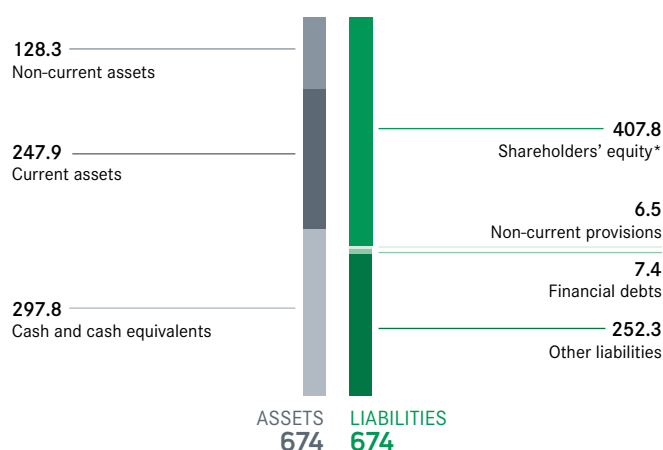 128.3
Non-current assets
247.9
Current assets
297.8
Cash and cash equivalents
407.8
Shareholders’ equity*
6.5
Non-current provisions
7.4
Financial debts
252.3
Other liabilities
ASSETS
674
LIABILITIES
674